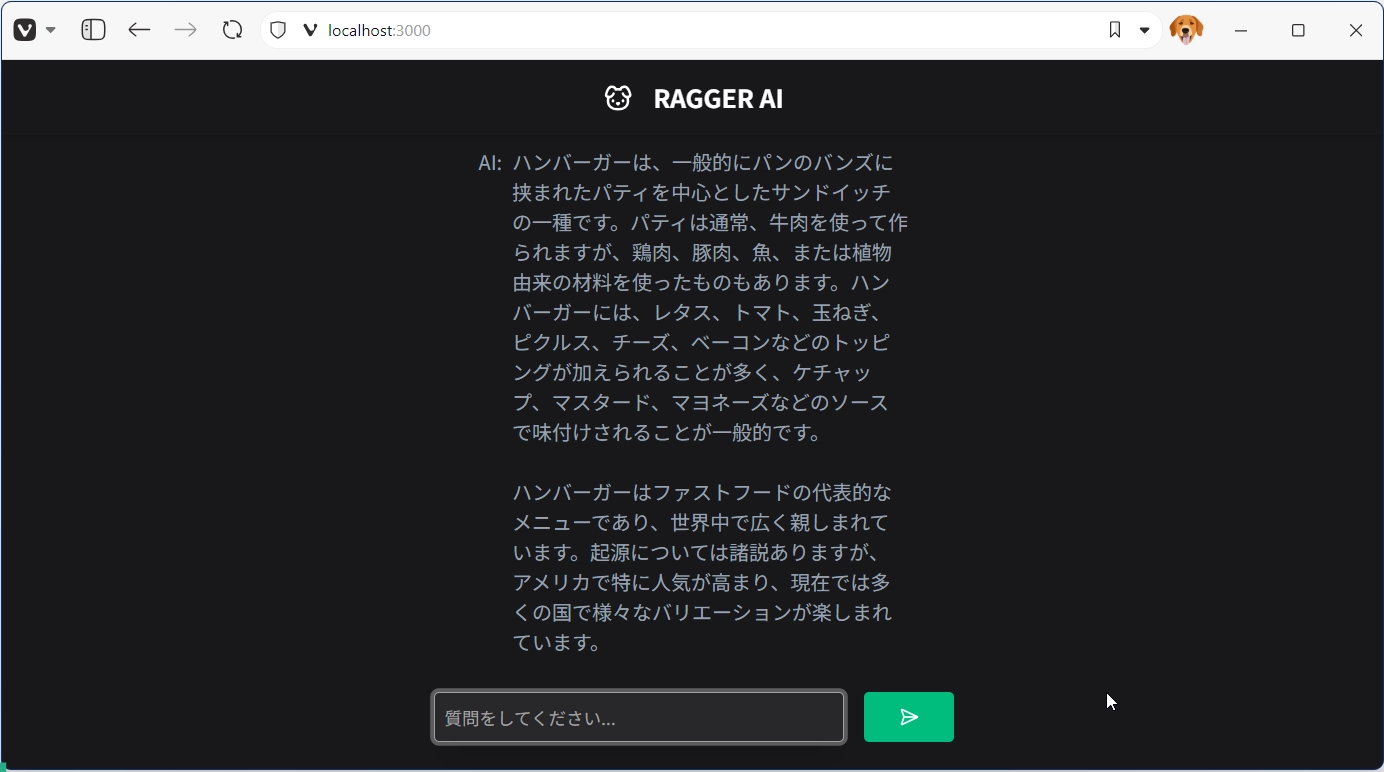 localhost:3000
RAGGER AI
AI: ハンバーガーは、一般的にパンのバンズに
挟まれたパティを中心としたサンドイッチ
の一種です。パティは通常、牛肉を使って作
られますが、鶏肉、豚肉、魚、または植物
由来の材料を使ったものもあります。ハン
バーガーには、レタス、トマト、玉ねぎ、
ピクルス、チーズ、ベーコンなどのトッピ
ングが加えられることが多く、ケチャッ
プ、マスタード、マヨネーズなどのソース
で味付けされることが一般的です。
ハンバーガーはファストフードの代表的な
メニューであり、世界中で広く親しまれて
います。起源については諸説ありますが、
アメリカで特に人気が高まり、現在では多
くの国で様々なバリエーションが楽しまれ
ています。
質問をしてください...